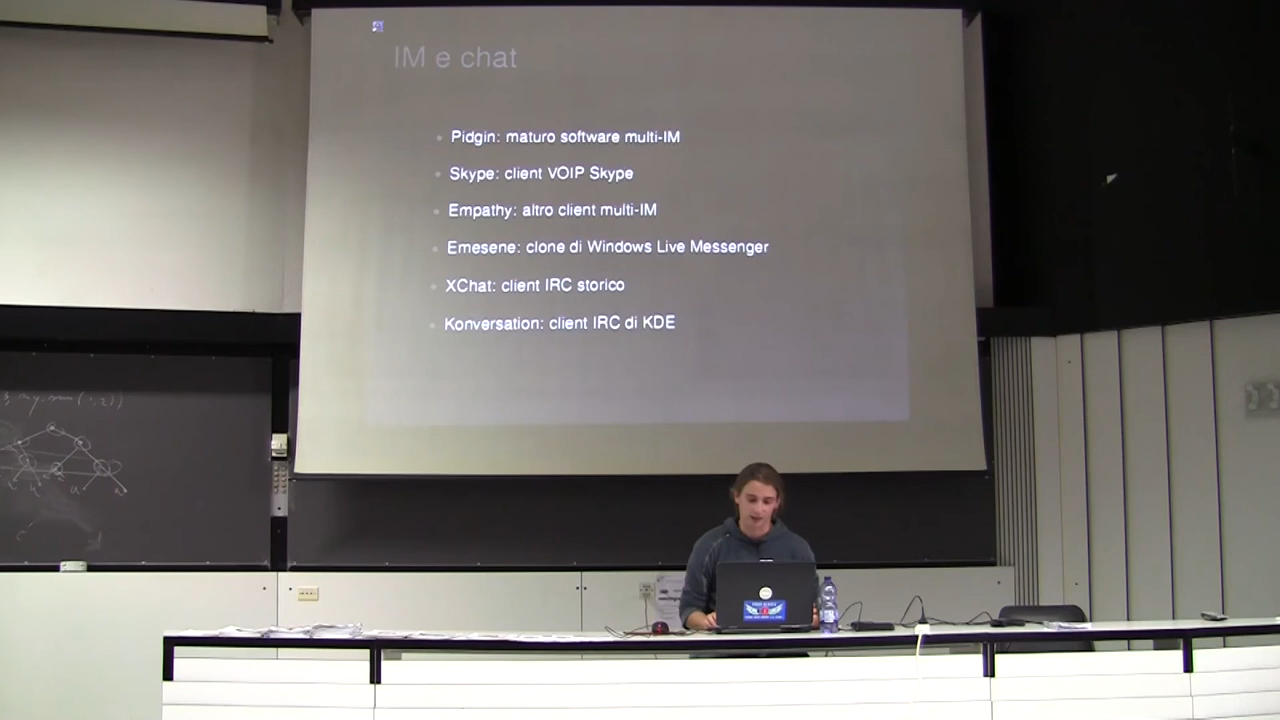 IM e chat
Pidgin: maturo software multi-IM
Skype: client VOIP Skype
Empathy: altro client multi-IM
Emesene: clone di Windows Live Messenger
XChat: client IRC storico
Konversation: client IRC di KDE